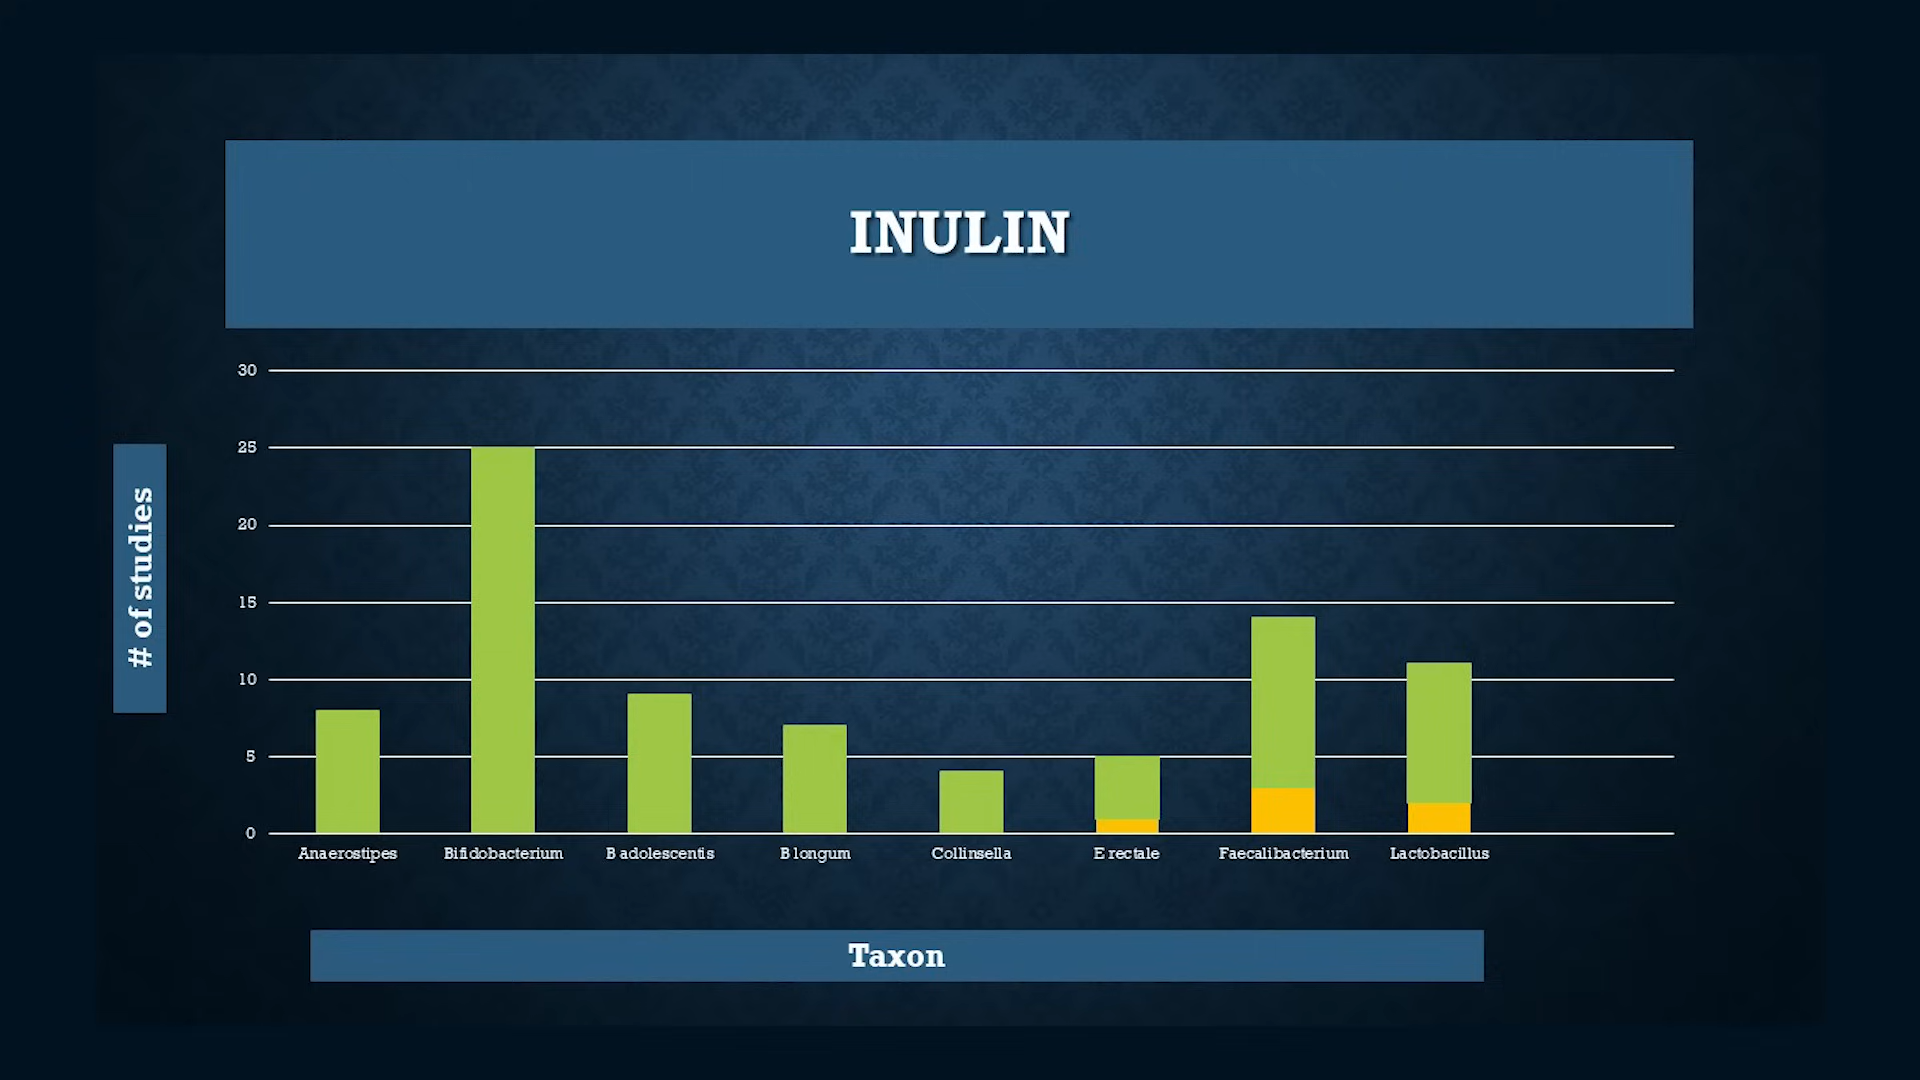 INULIN
30
25
20
15
10
5
0
# of studies
Anaerostipes
Bifidobacterium
B adolescentis
B longum
Collinsella
E rectale
Faecalibacterium
Lactobacillus
Taxon